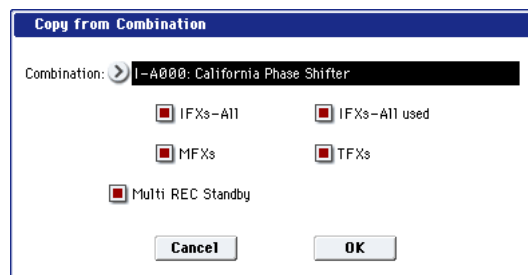 Copy from Combination
Combination: I-A000: California Phase Shifter
IFXs-All IFXs-All used
MFXs TFXs
Multi REC Standby
Cancel OK